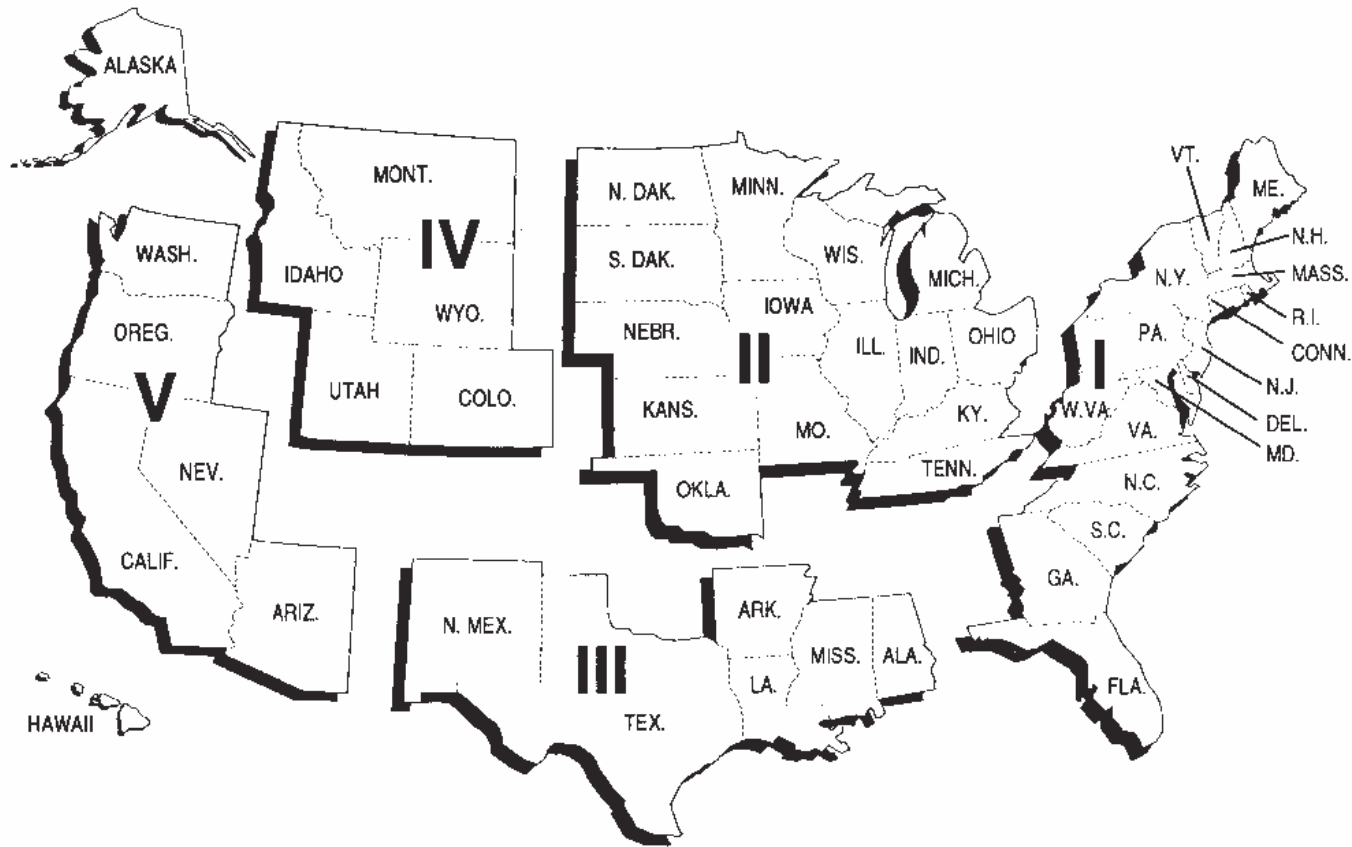 ALASKA
MONT.
IV
IDAHO
WYO.
UTAH
COLO.
WASH.
OREG.
V
NEV.
CALIF.
ARIZ.
HAWAII
N. DAK.
MINN.
S. DAK.
WIS.
MICH.
NEBR.
IOWA
II
ILL.
IND.
OHIO
KANS.
MO.
KY.
TENN.
OKLA.
N. MEX.
III
TEX.
ARK.
LA.
MISS.
ALA.
VT.
ME.
N.H.
N.Y.
MASS.
R.I.
PA.
CONN.
I
N.J.
W.VA
DEL.
VA.
MD.
N.C.
S.C.
GA.
FLA.